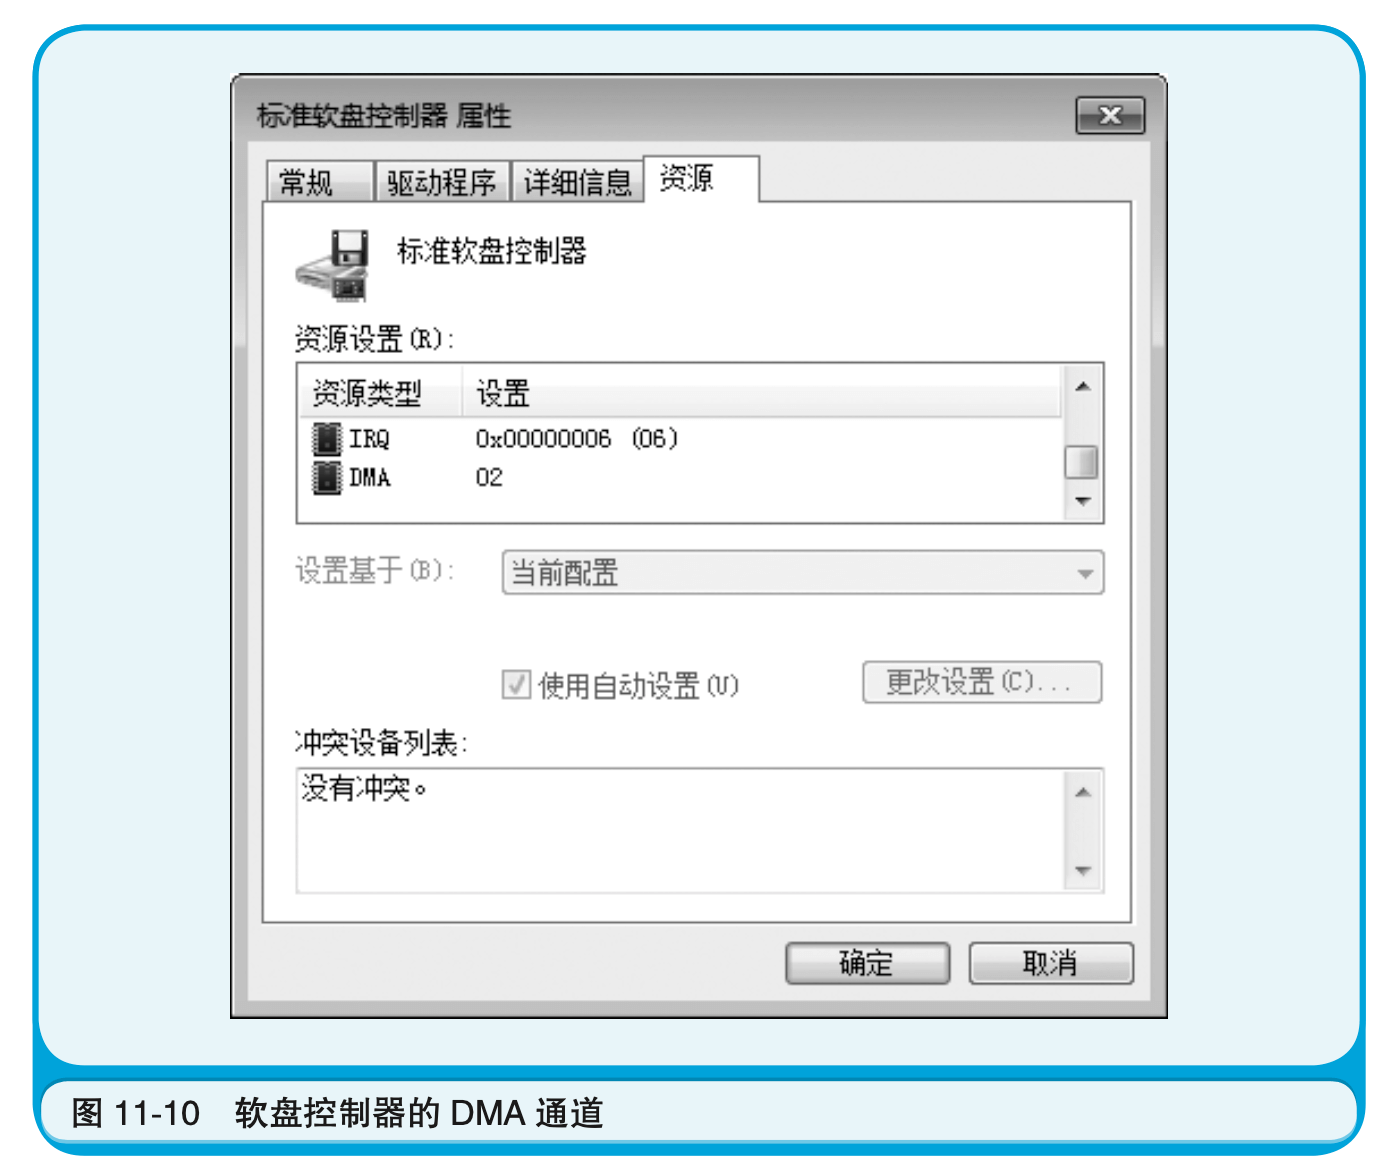 标准软盘控制器 属性
常规 驱动程序 详细信息 资源
标准软盘控制器
资源设置(R):
资源类型 设置
IRQ 0x00000006 (06)
DMA 02
设置基于(B): 当前配置
使用自动设置(U) 更改设置(C)...
冲突设备列表:
没有冲突。
确定 取消
图 11-10 软盘控制器的 DMA 通道